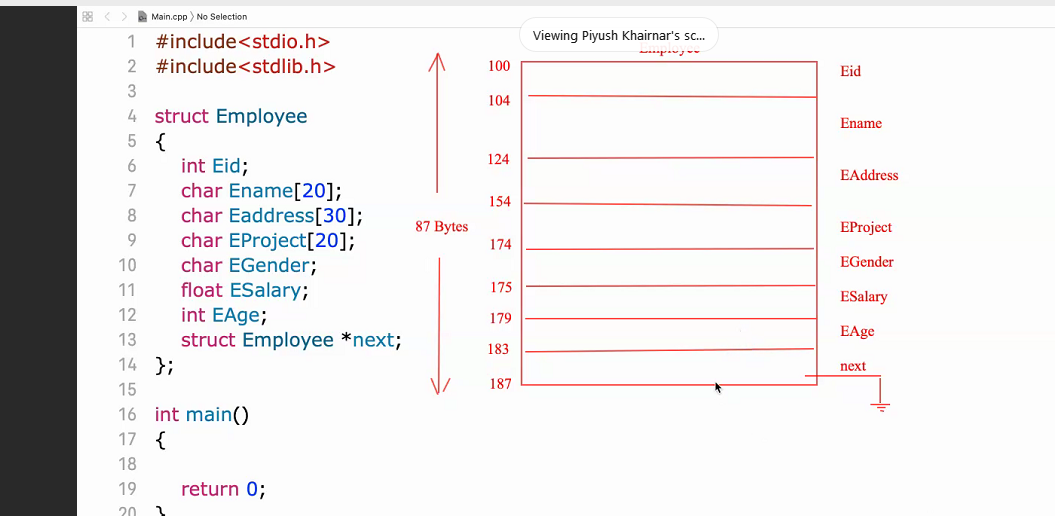 Main.cpp 〉No Selection
Viewing Piyush Khairnar's sc...
1 #include<stdio.h>
2 #include<stdlib.h>
3
4 struct Employee
5 {
6 int Eid;
7 char Ename[20];
8 char Eaddress[30];
9 char EProject[20];
10 char EGender;
11 float ESalary;
12 int EAge;
13 struct Employee *next;
14 };
15
16 int main()
17 {
18
19 return 0;
20 }
87 Bytes
Employee
100 Eid
104 Ename
124 EAddress
154 EProject
174 EGender
175 ESalary
179 EAge
183 next
187